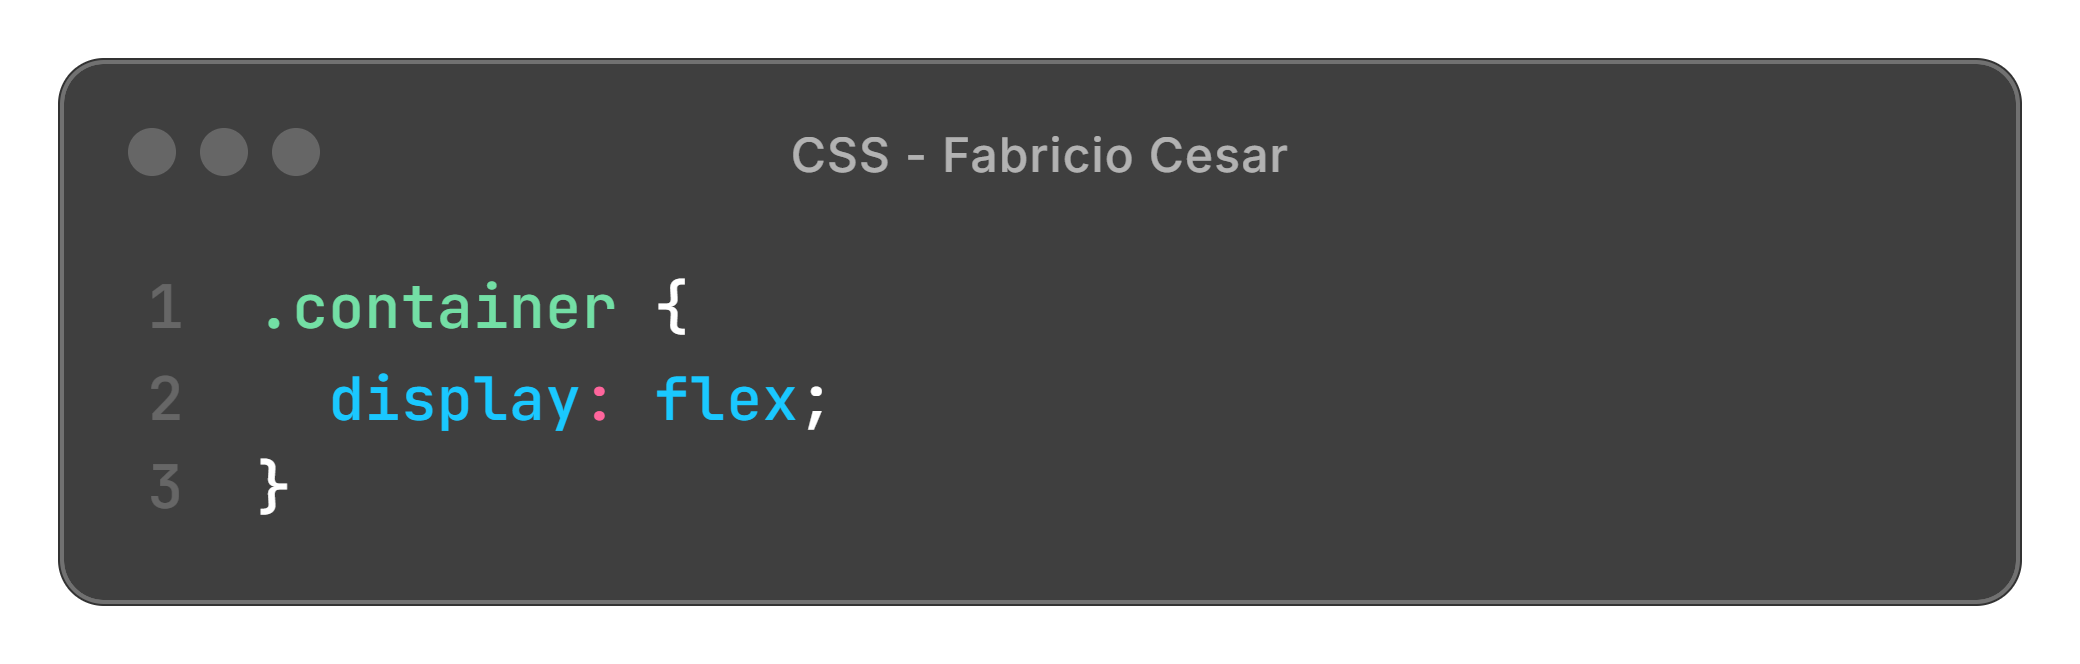 CSS - Fabricio Cesar
1 .container {
2   display: flex;
3 }